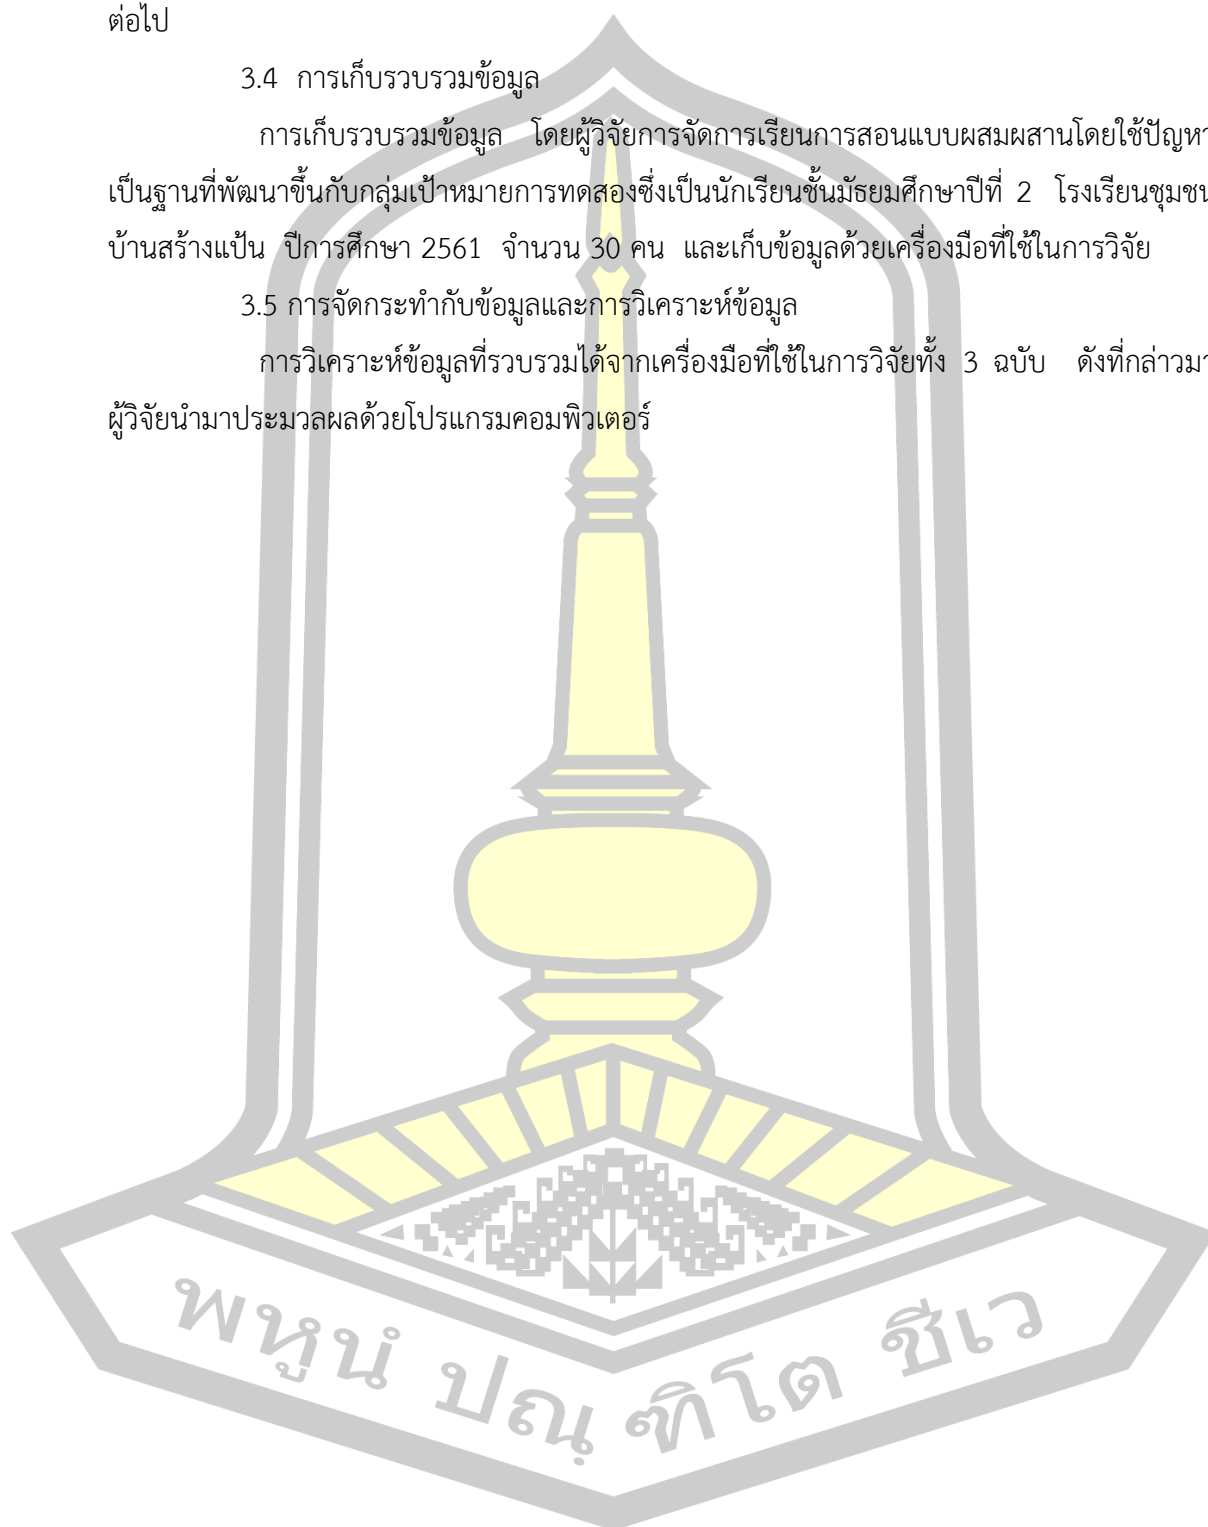 ต่อไป
3.4 การเก็บรวบรวมข้อมูล
การเก็บรวบรวมข้อมูล โดยผู้วิจัยการจัดการเรียนการสอนแบบผสมผสานโดยใช้ปัญหา
เป็นฐานที่พัฒนาขึ้นกับกลุ่มเป้าหมายการทดสองซึ่งเป็นนักเรียนชั้นมัธยมศึกษาปีที่ 2 โรงเรียนชุมชน
บ้านสร้างแป้น ปีการศึกษา 2561 จำนวน 30 คน และเก็บข้อมูลด้วยเครื่องมือที่ใช้ในการวิจัย
3.5 การจัดกระทำกับข้อมูลและการวิเคราะห์ข้อมูล
การวิเคราะห์ข้อมูลที่รวบรวมได้จากเครื่องมือที่ใช้ในการวิจัยทั้ง 3 ฉบับ ดังที่กล่าวมา
ผู้วิจัยนำมาประมวลผลด้วยโปรแกรมคอมพิวเตอร์
พหูนํ ปณฺ ฑิโต ชีเว